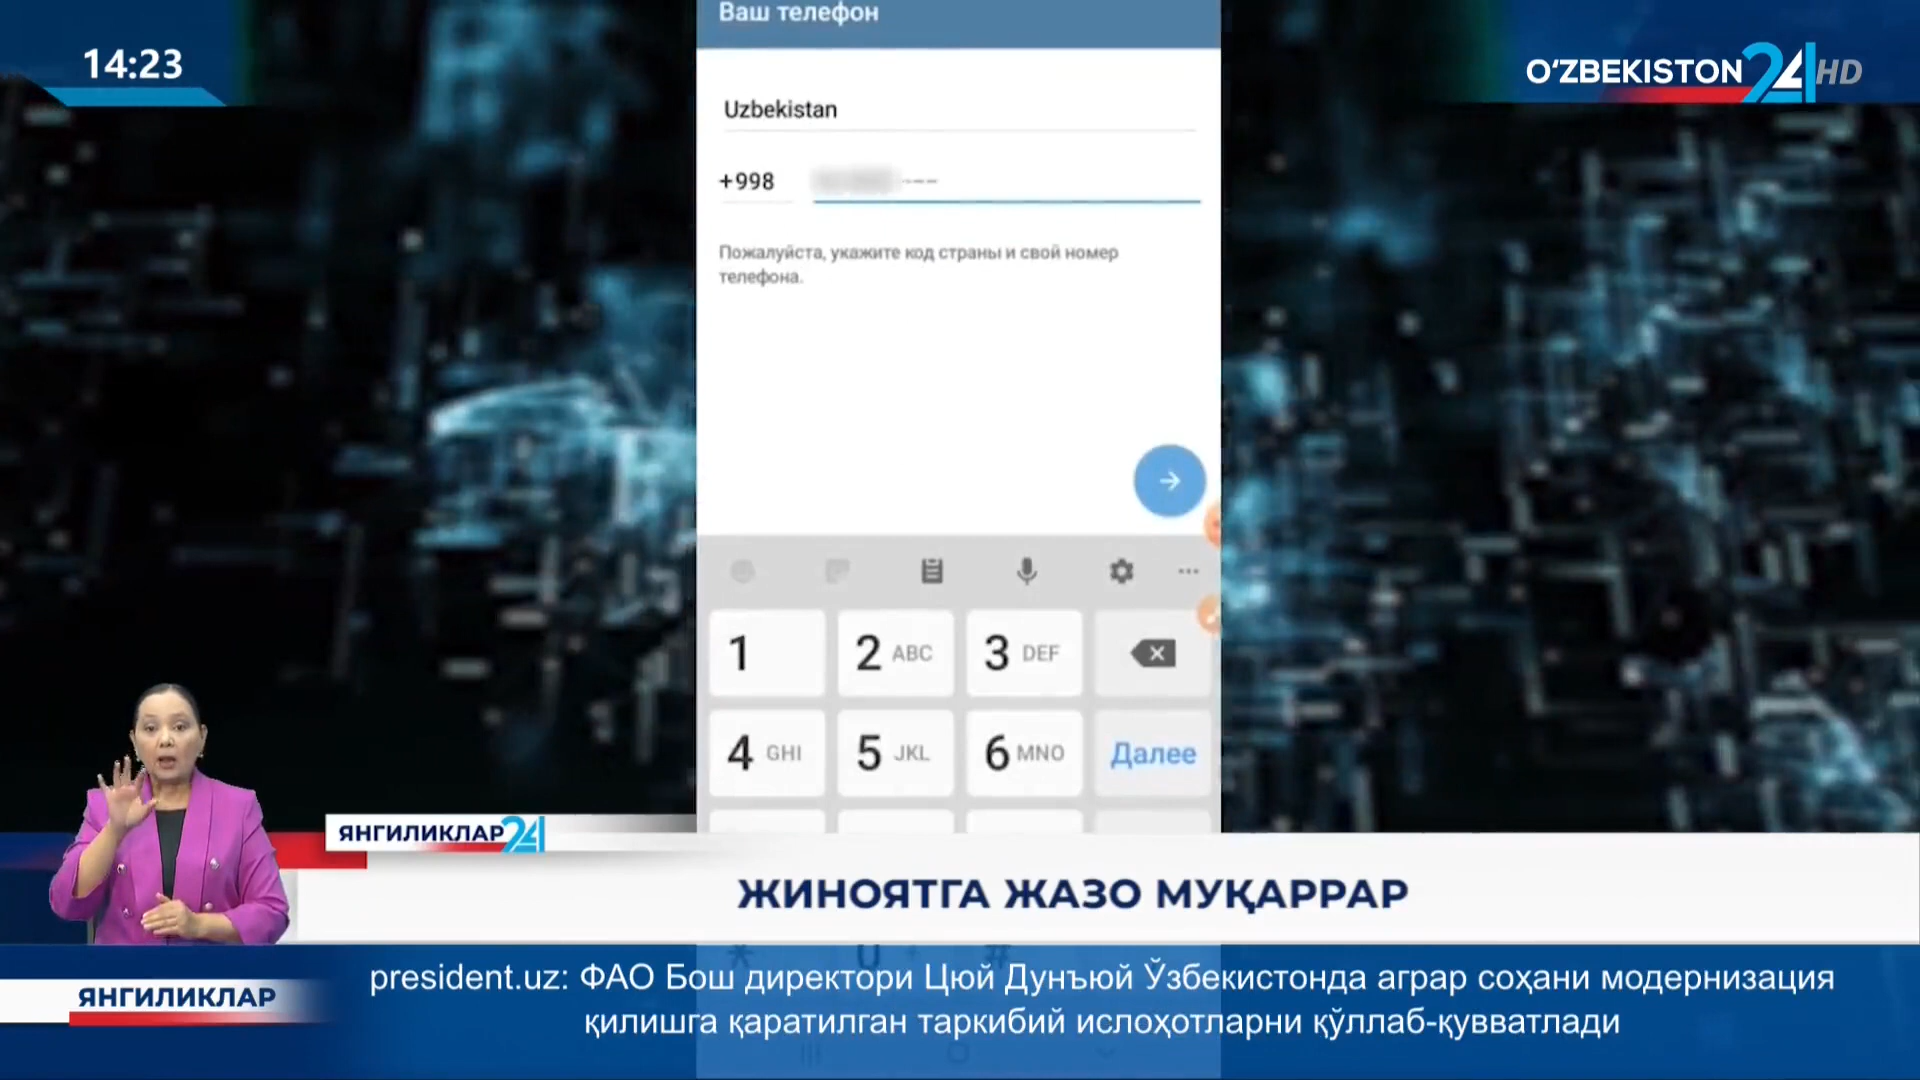 Ваш телефон
14:23
O‘ZBEKISTON 24 HD
Uzbekistan
+998
Пожалуйста, укажите код страны и свой номер
телефона.
1
2 ABC
3 DEF
4 GHI
5 JKL
6 MNO
Далее
ЯНГИЛИКЛАР 24
ЖИНОЯТГА ЖАЗО МУҚАРРАР
* 0 + #
president.uz: ФАО Бош директори Цюй Дунъюй Ўзбекистонда аграр соҳани модернизация
ЯНГИЛИКЛАР
қилишга қаратилган таркибий ислоҳотларни қўллаб-қувватлади